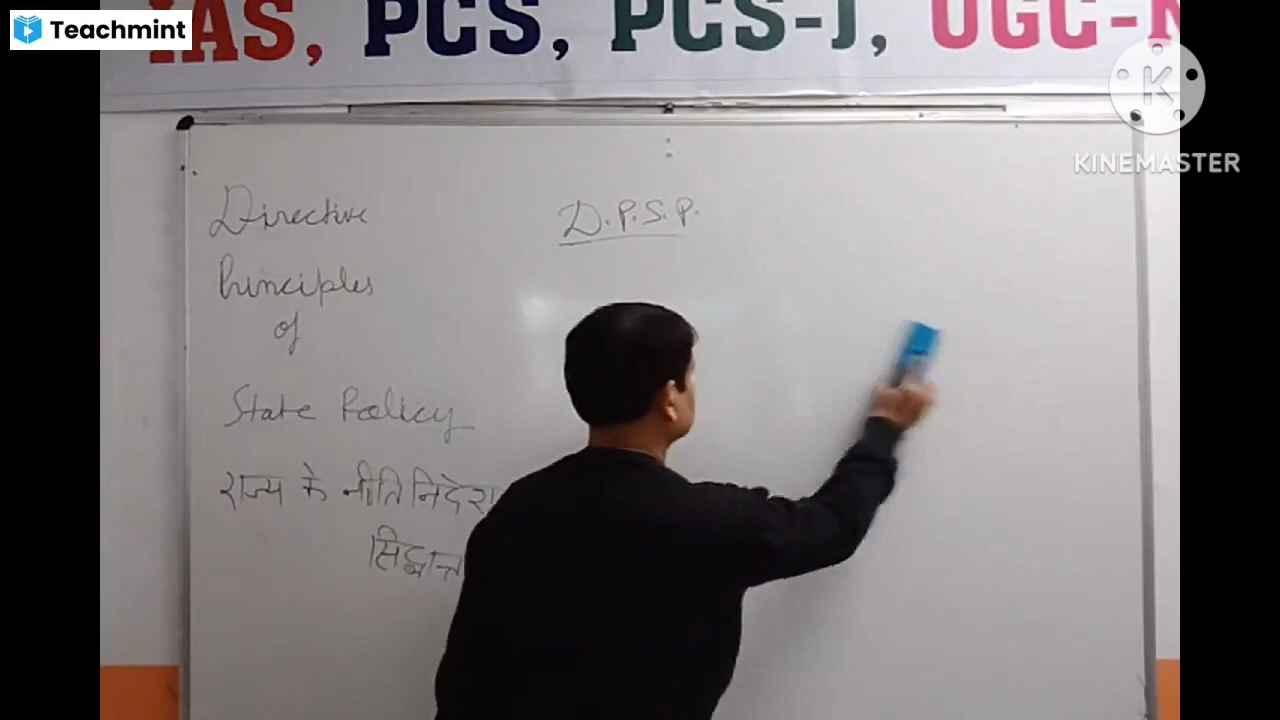 Teachmint
IAS, PCS, PCS-J, UGC-N
KINEMASTER
Directive
Principles
of
State Policy
D.P.S.P.
राज्य के नीति निदेश
सिद्धान्त